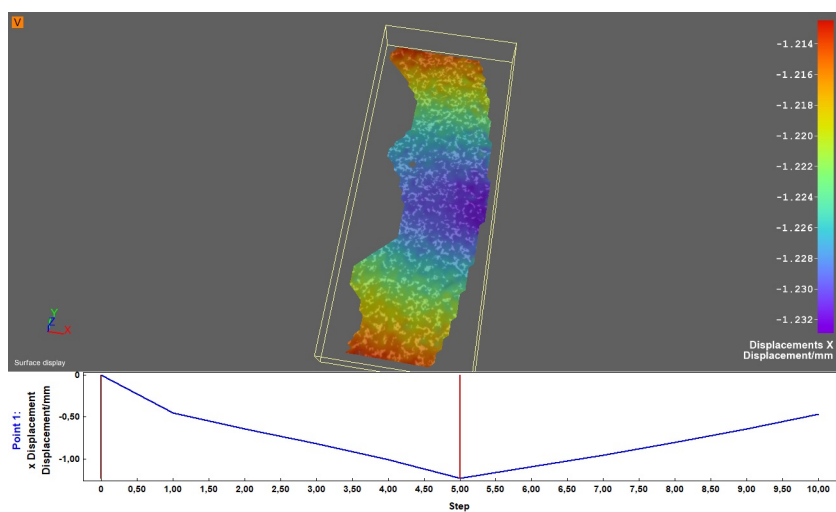 V
-1.214
-1.216
-1.218
-1.220
-1.222
-1.224
-1.226
-1.228
-1.230
-1.232
Displacements X
Displacement/mm
Y
Z
X
Surface display
Point 1:
x Displacement
Displacement/mm
0
-0,50
-1,00
0 0,50 1,00 1,50 2,00 2,50 3,00 3,50 4,00 4,50 5,00 5,50 6,00 6,50 7,00 7,50 8,00 8,50 9,00 9,50 10,00
Step